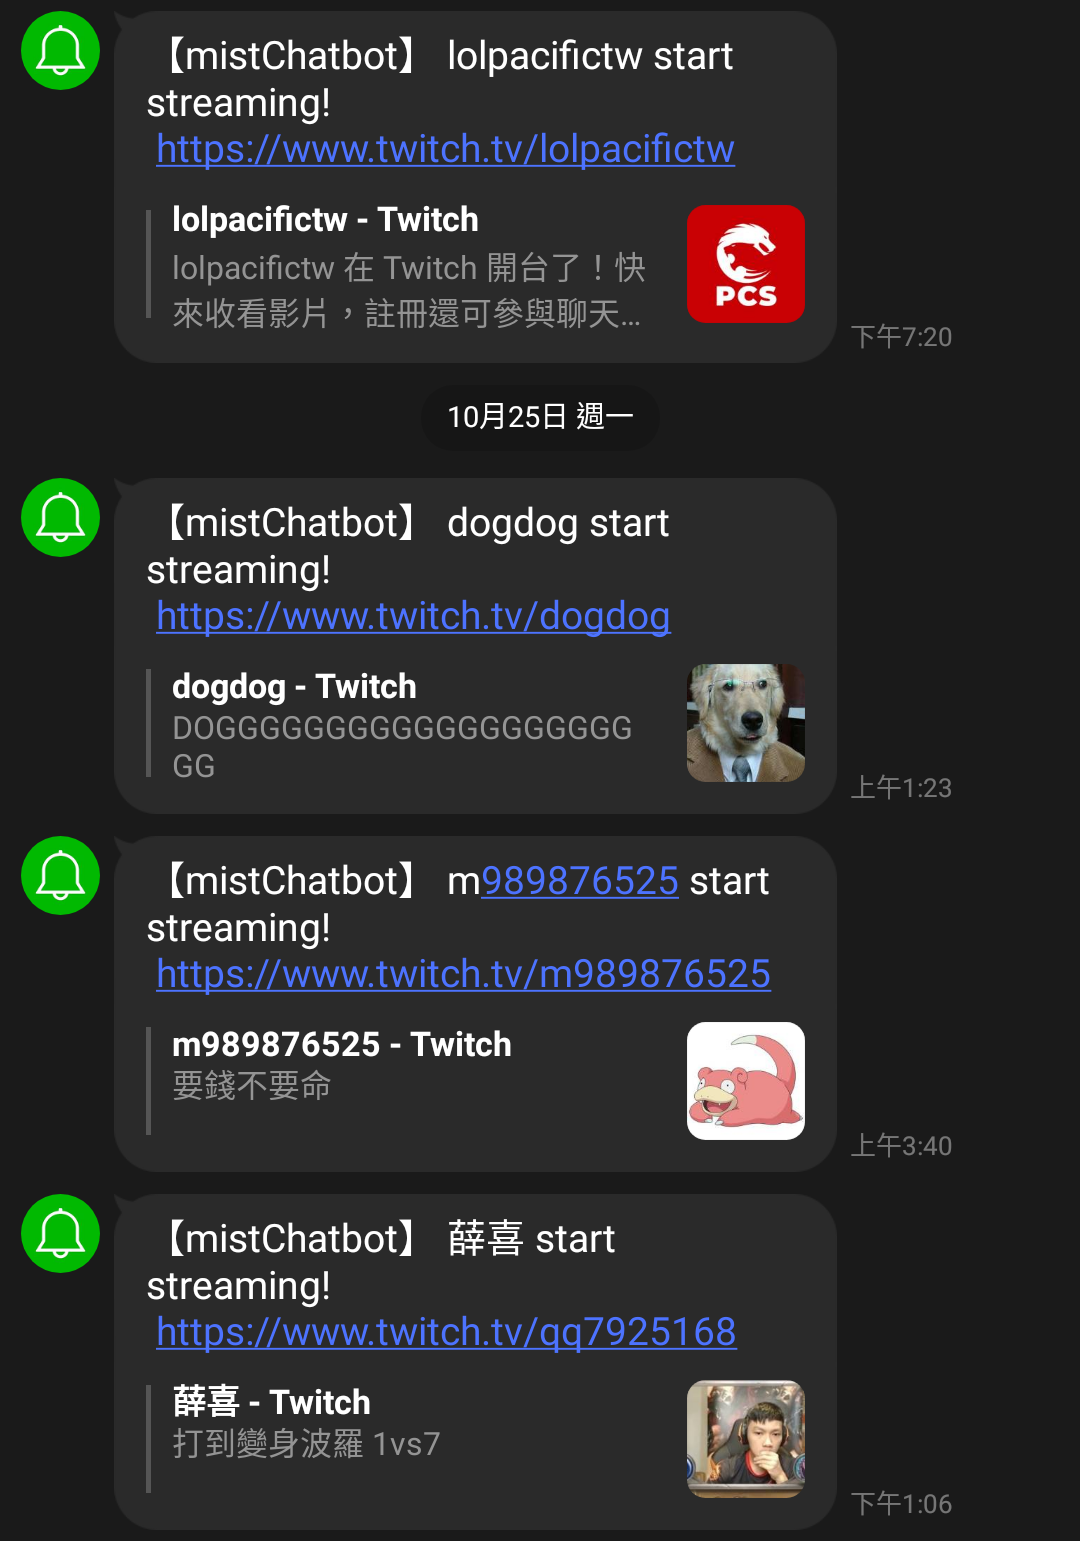 【mistChatbot】 lolpacifictw start
streaming!
https://www.twitch.tv/lolpacifictw
lolpacifictw - Twitch
lolpacifictw 在 Twitch 開台了！快
來收看影片，註冊還可參與聊天...
PCS
下午7:20
10月25日 週一
【mistChatbot】 dogdog start
streaming!
https://www.twitch.tv/dogdog
dogdog - Twitch
DOGGGGGGGGGGGGGGGGGGG
GG
上午1:23
【mistChatbot】 m989876525 start
streaming!
https://www.twitch.tv/m989876525
m989876525 - Twitch
要錢不要命
上午3:40
【mistChatbot】 薛喜 start
streaming!
https://www.twitch.tv/qq7925168
薛喜 - Twitch
打到變身波羅 1vs7
下午1:06